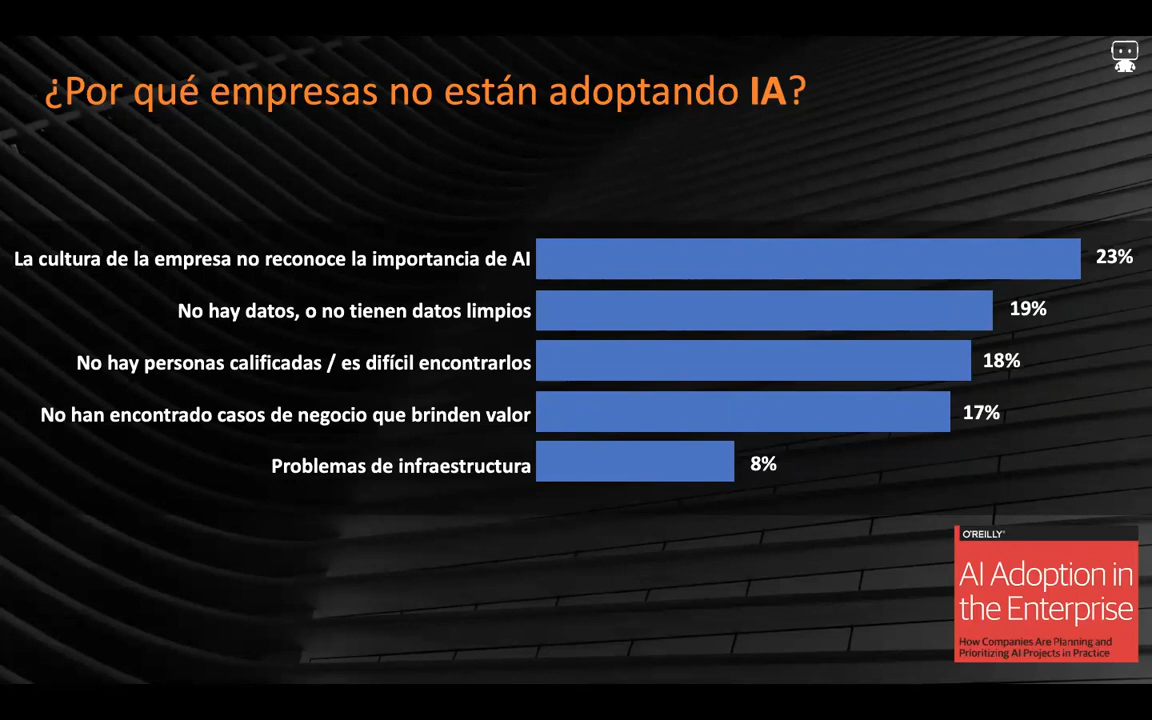 ¿Por qué empresas no están adoptando IA?
La cultura de la empresa no reconoce la importancia de AI
23%
No hay datos, o no tienen datos limpios
19%
No hay personas calificadas / es difícil encontrarlos
18%
No han encontrado casos de negocio que brinden valor
17%
Problemas de infraestructura
8%
O'REILLY
AI Adoption in
the Enterprise
How Companies Are Planning and
Prioritizing AI Projects in Practice